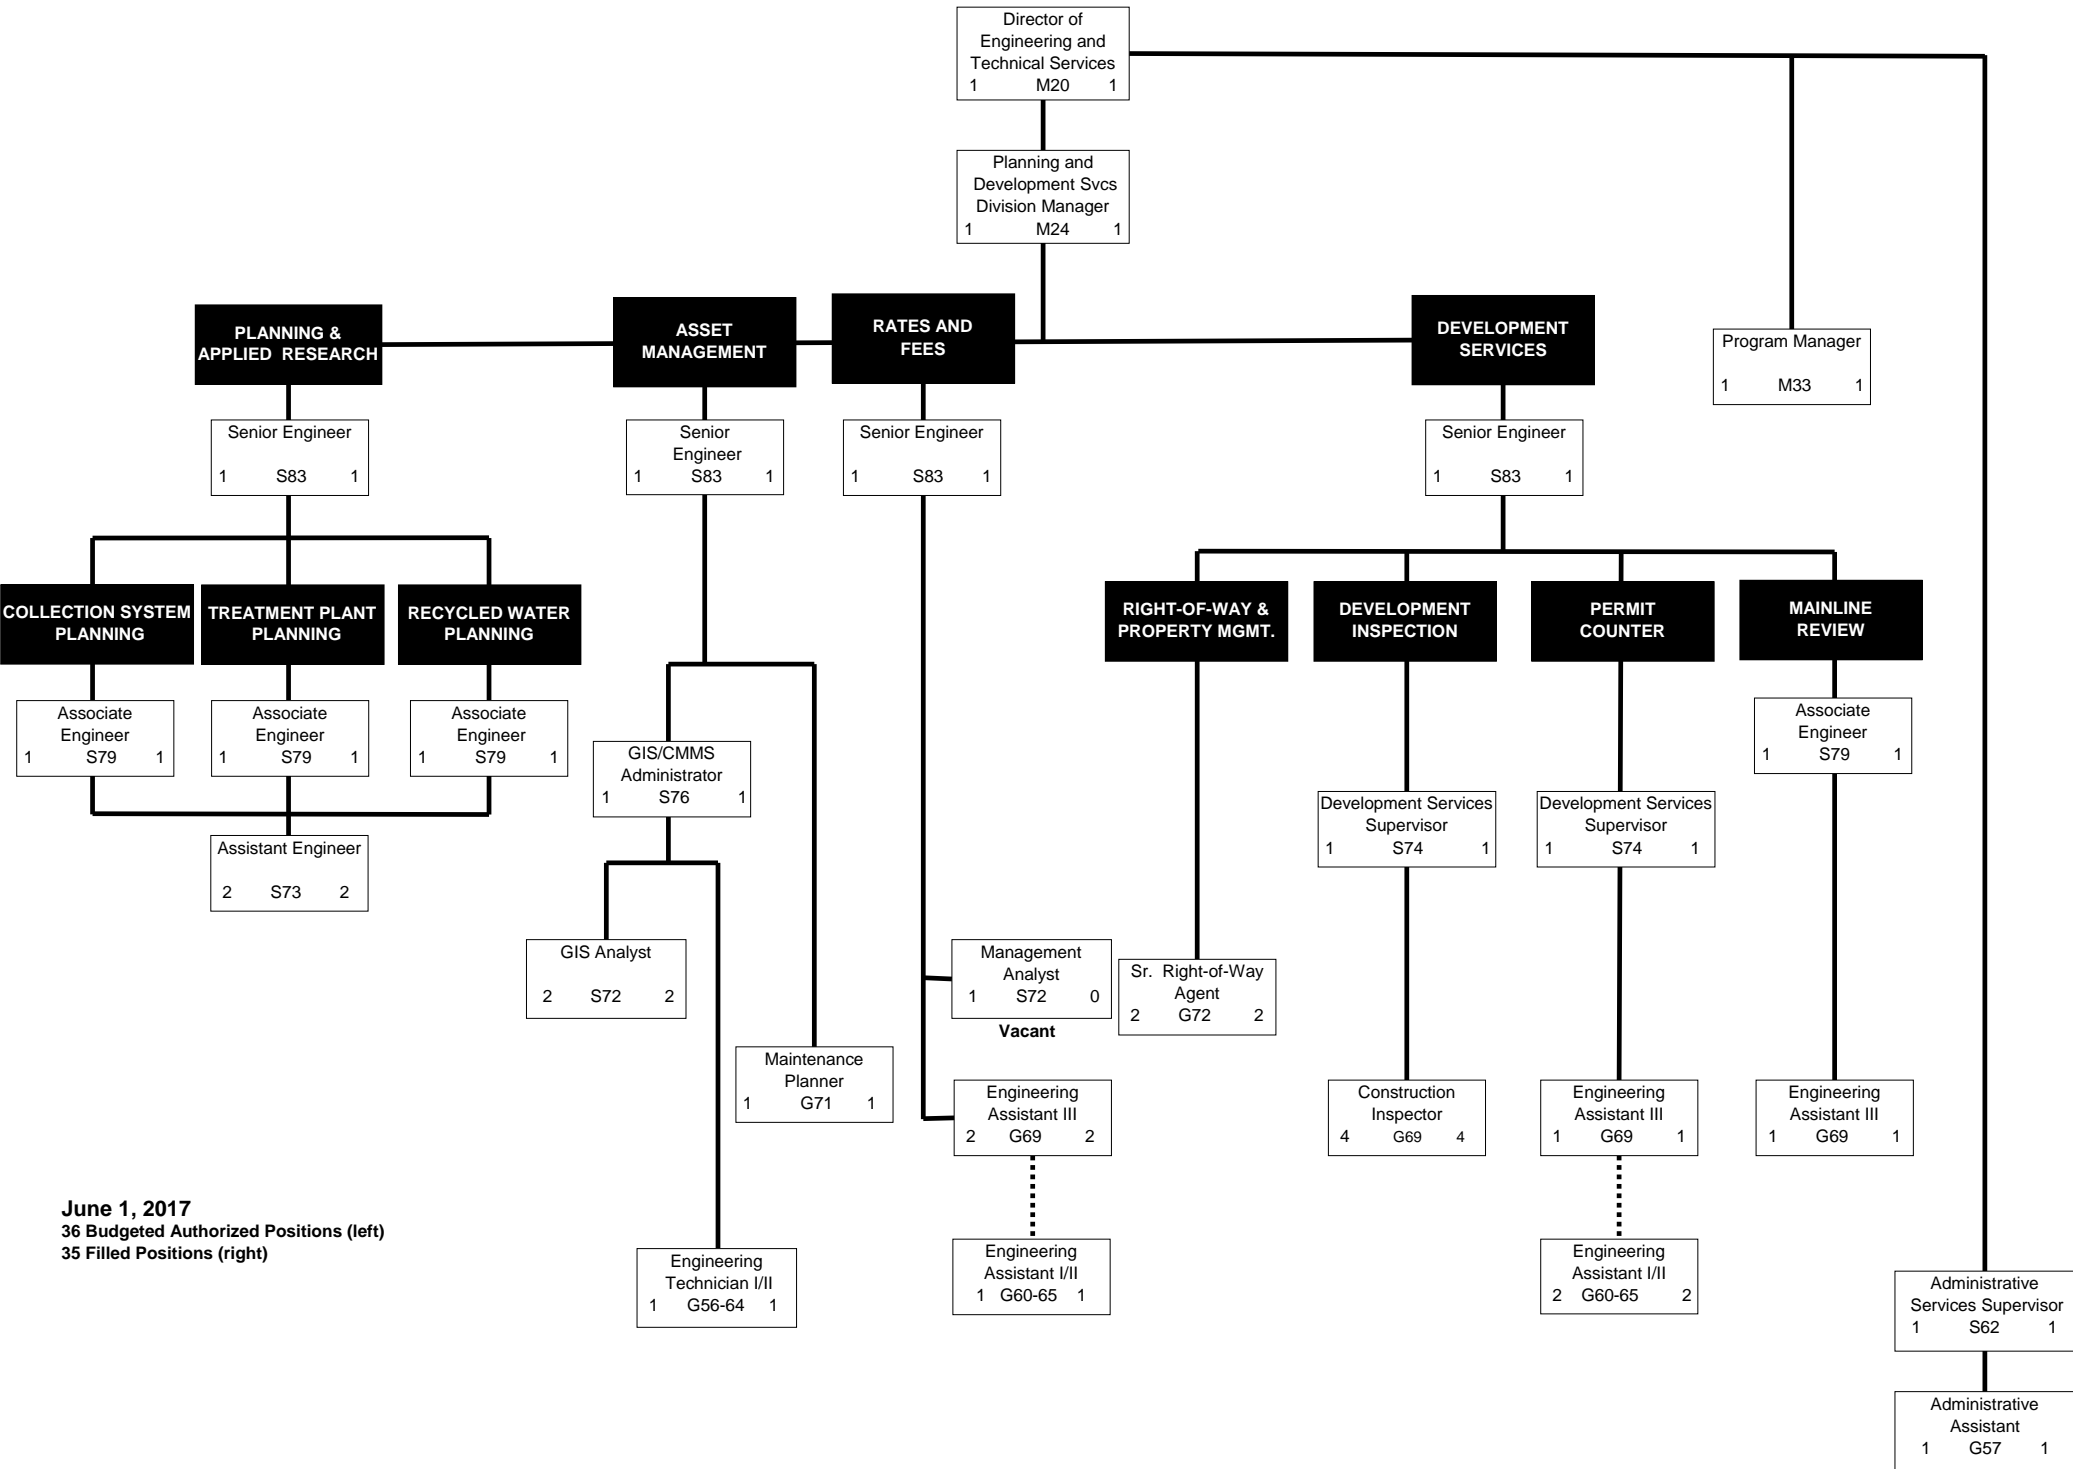 Director of
Engineering and
Technical Services
1 M20 1
Planning and
Development Svcs
Division Manager
1 M24 1
PLANNING &
APPLIED RESEARCH
ASSET
MANAGEMENT
RATES AND
FEES
DEVELOPMENT
SERVICES
Program Manager
1 M33 1
Senior Engineer
1 S83 1
Senior
Engineer
1 S83 1
Senior Engineer
1 S83 1
Senior Engineer
1 S83 1
COLLECTION SYSTEM
PLANNING
TREATMENT PLANT
PLANNING
RECYCLED WATER
PLANNING
RIGHT-OF-WAY &
PROPERTY MGMT.
DEVELOPMENT
INSPECTION
PERMIT
COUNTER
MAINLINE
REVIEW
Associate
Engineer
1 S79 1
Associate
Engineer
1 S79 1
Associate
Engineer
1 S79 1
GIS/CMMS
Administrator
1 S76 1
Associate
Engineer
1 S79 1
Development Services
Supervisor
1 S74 1
Development Services
Supervisor
1 S74 1
Assistant Engineer
2 S73 2
GIS Analyst
2 S72 2
Management
Analyst
1 S72 0
Vacant
Sr. Right-of-Way
Agent
2 G72 2
Maintenance
Planner
1 G71 1
Engineering
Assistant III
2 G69 2
Construction
Inspector
4 G69 4
Engineering
Assistant III
1 G69 1
Engineering
Assistant III
1 G69 1
June 1, 2017
36 Budgeted Authorized Positions (left)
35 Filled Positions (right)
Engineering
Technician I/II
1 G56-64 1
Engineering
Assistant I/II
1 G60-65 1
Engineering
Assistant I/II
2 G60-65 2
Administrative
Services Supervisor
1 S62 1
Administrative
Assistant
1 G57 1